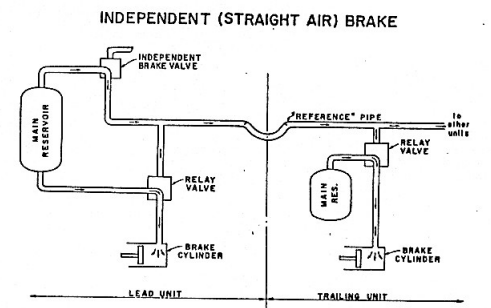 INDEPENDENT (STRAIGHT AIR) BRAKE
INDEPENDENT
BRAKE VALVE
MAIN
RESERVOIR
"REFERENCE" PIPE
to
other
units
RELAY
VALVE
RELAY
VALVE
MAIN
RES.
BRAKE
CYLINDER
BRAKE
CYLINDER
LEAD UNIT
TRAILING UNIT